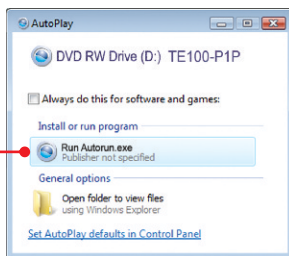 AutoPlay
DVD RW Drive (D:) TE100-P1P
Always do this for software and games:
Install or run program
Run Autorun.exe
Publisher not specified
General options
Open folder to view files
using Windows Explorer
Set AutoPlay defaults in Control Panel